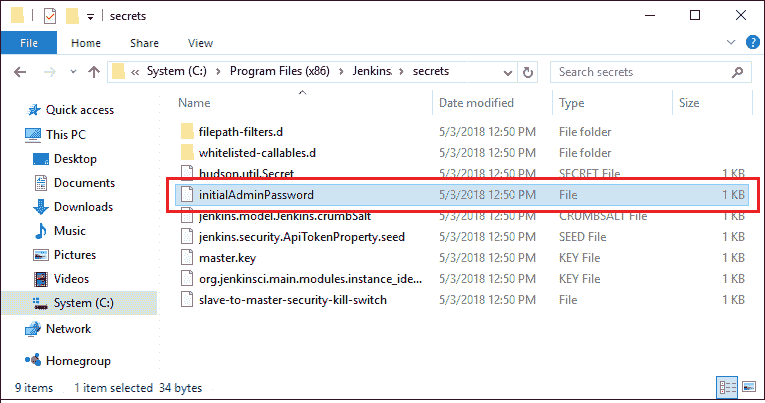 secrets
File Home Share View
« System (C:) > Program Files (x86) > Jenkins > secrets Search secrets
Name Date modified Type Size
Quick access
This PC
Desktop
Documents
Downloads
Music
Pictures
Videos
System (C:)
Network
Homegroup
filepath-filters.d 5/3/2018 12:50 PM File folder
whitelisted-callables.d 5/3/2018 12:50 PM File folder
hudson.util.Secret 5/3/2018 12:50 PM SECRET File 1 KB
initialAdminPassword 5/3/2018 12:50 PM File 1 KB
jenkins.model.Jenkins.crumbSalt 5/3/2018 12:50 PM CRUMBSALT File 1 KB
jenkins.security.ApiTokenProperty.seed 5/3/2018 12:50 PM SEED File 1 KB
master.key 5/3/2018 12:50 PM KEY File 1 KB
org.jenkinsci.main.modules.instance_ide... 5/3/2018 12:50 PM KEY File 1 KB
slave-to-master-security-kill-switch 5/3/2018 12:50 PM File 1 KB
9 items 1 item selected 34 bytes